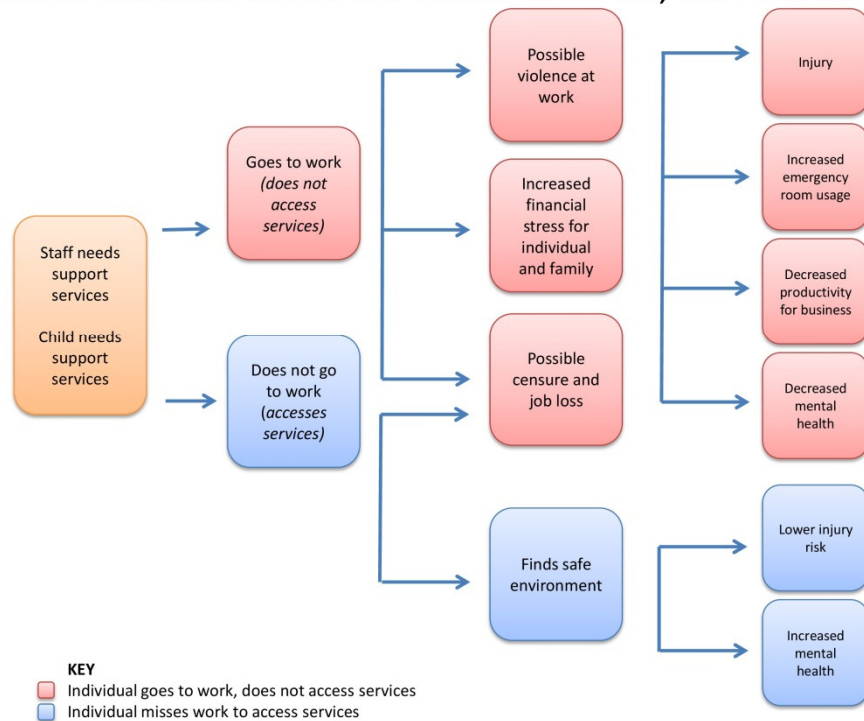 Staff needs
support
services
Child needs
support
services
Goes to work
(does not
access
services)
Does not go
to work
(accesses
services)
Possible
violence at
work
Increased
financial
stress for
individual
and family
Possible
censure and
job loss
Finds safe
environment
Injury
Increased
emergency
room usage
Decreased
productivity
for business
Decreased
mental
health
Lower injury
risk
Increased
mental
health
KEY
Individual goes to work, does not access services
Individual misses work to access services